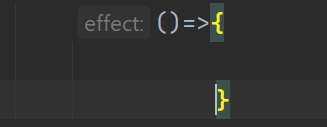 effect: ()=>{
}